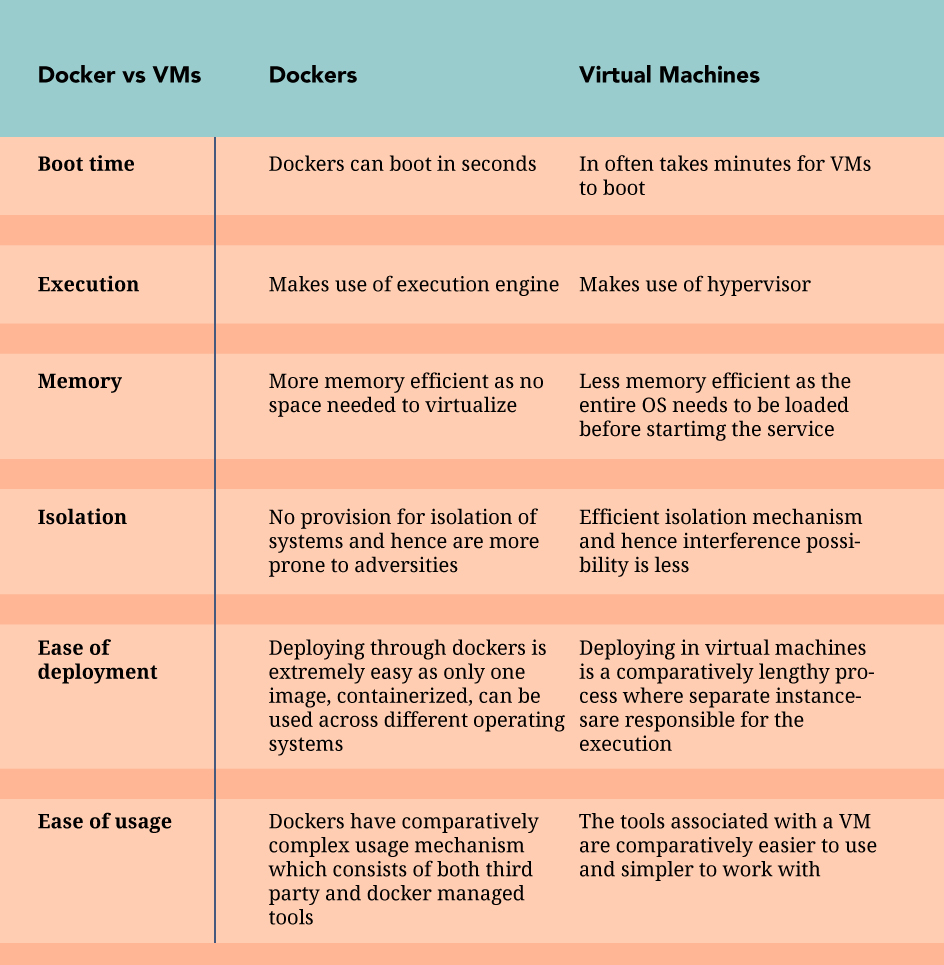 Docker vs VMs
Dockers
Virtual Machines
Boot time
Dockers can boot in seconds
In often takes minutes for VMs
to boot
Execution
Makes use of execution engine
Makes use of hypervisor
Memory
More memory efficient as no
space needed to virtualize
Less memory efficient as the
entire OS needs to be loaded
before startimg the service
Isolation
No provision for isolation of
systems and hence are more
prone to adversities
Efficient isolation mechanism
and hence interference possi-
bility is less
Ease of
deployment
Deploying through dockers is
extremely easy as only one
image, containerized, can be
used across different operating
systems
Deploying in virtual machines
is a comparatively lengthy pro-
cess where separate instance-
sare responsible for the
execution
Ease of usage
Dockers have comparatively
complex usage mechanism
which consists of both third
party and docker managed
tools
The tools associated with a VM
are comparatively easier to use
and simpler to work with